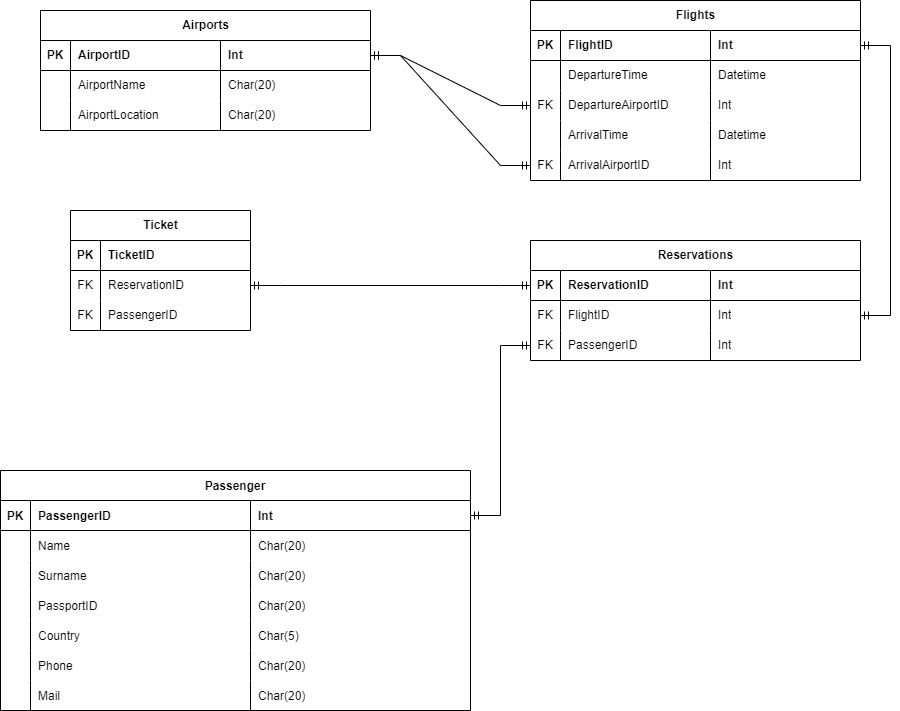 Airports
PK AirportID Int
AirportName Char(20)
AirportLocation Char(20)
Flights
PK FlightID Int
DepartureTime Datetime
FK DepartureAirportID Int
ArrivalTime Datetime
FK ArrivalAirportID Int
Ticket
PK TicketID
FK ReservationID
FK PassengerID
Reservations
PK ReservationID Int
FK FlightID Int
FK PassengerID Int
Passenger
PK PassengerID Int
Name Char(20)
Surname Char(20)
PassportID Char(20)
Country Char(5)
Phone Char(20)
Mail Char(20)